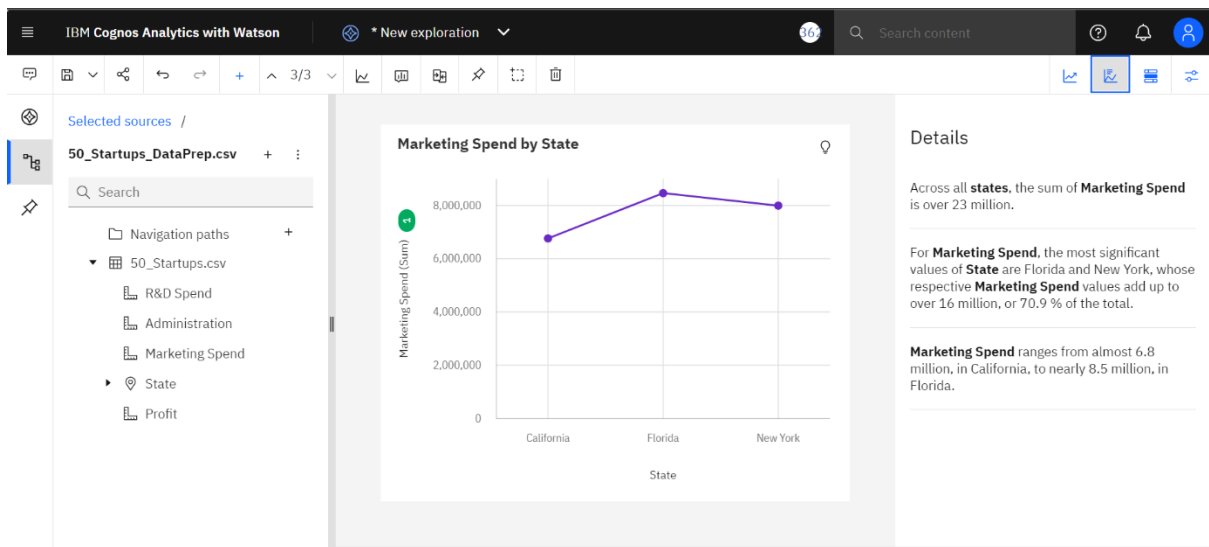 IBM Cognos Analytics with Watson
* New exploration
362
Search content
3/3
Selected sources /
50_Startups_DataPrep.csv
Search
Navigation paths
50_Startups.csv
R&D Spend
Administration
Marketing Spend
State
Profit
Marketing Spend by State
1
Marketing Spend (Sum)
8,000,000
6,000,000
4,000,000
2,000,000
0
California
Florida
New York
State
Details
Across all states, the sum of Marketing Spend
is over 23 million.
For Marketing Spend, the most significant
values of State are Florida and New York, whose
respective Marketing Spend values add up to
over 16 million, or 70.9 % of the total.
Marketing Spend ranges from almost 6.8
million, in California, to nearly 8.5 million, in
Florida.